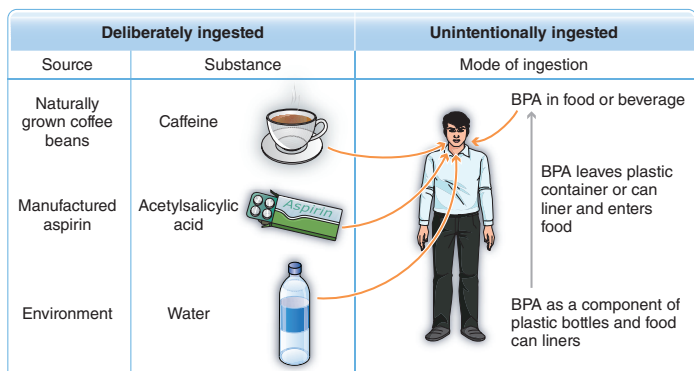 Deliberately ingested
Unintentionally ingested
Source
Substance
Mode of ingestion
Naturally
grown coffee
beans
Caffeine
BPA in food or beverage
Manufactured
aspirin
Acetylsalicylic
acid
Aspirin
BPA leaves plastic
container or can
liner and enters
food
Environment
Water
BPA as a component of
plastic bottles and food
can liners